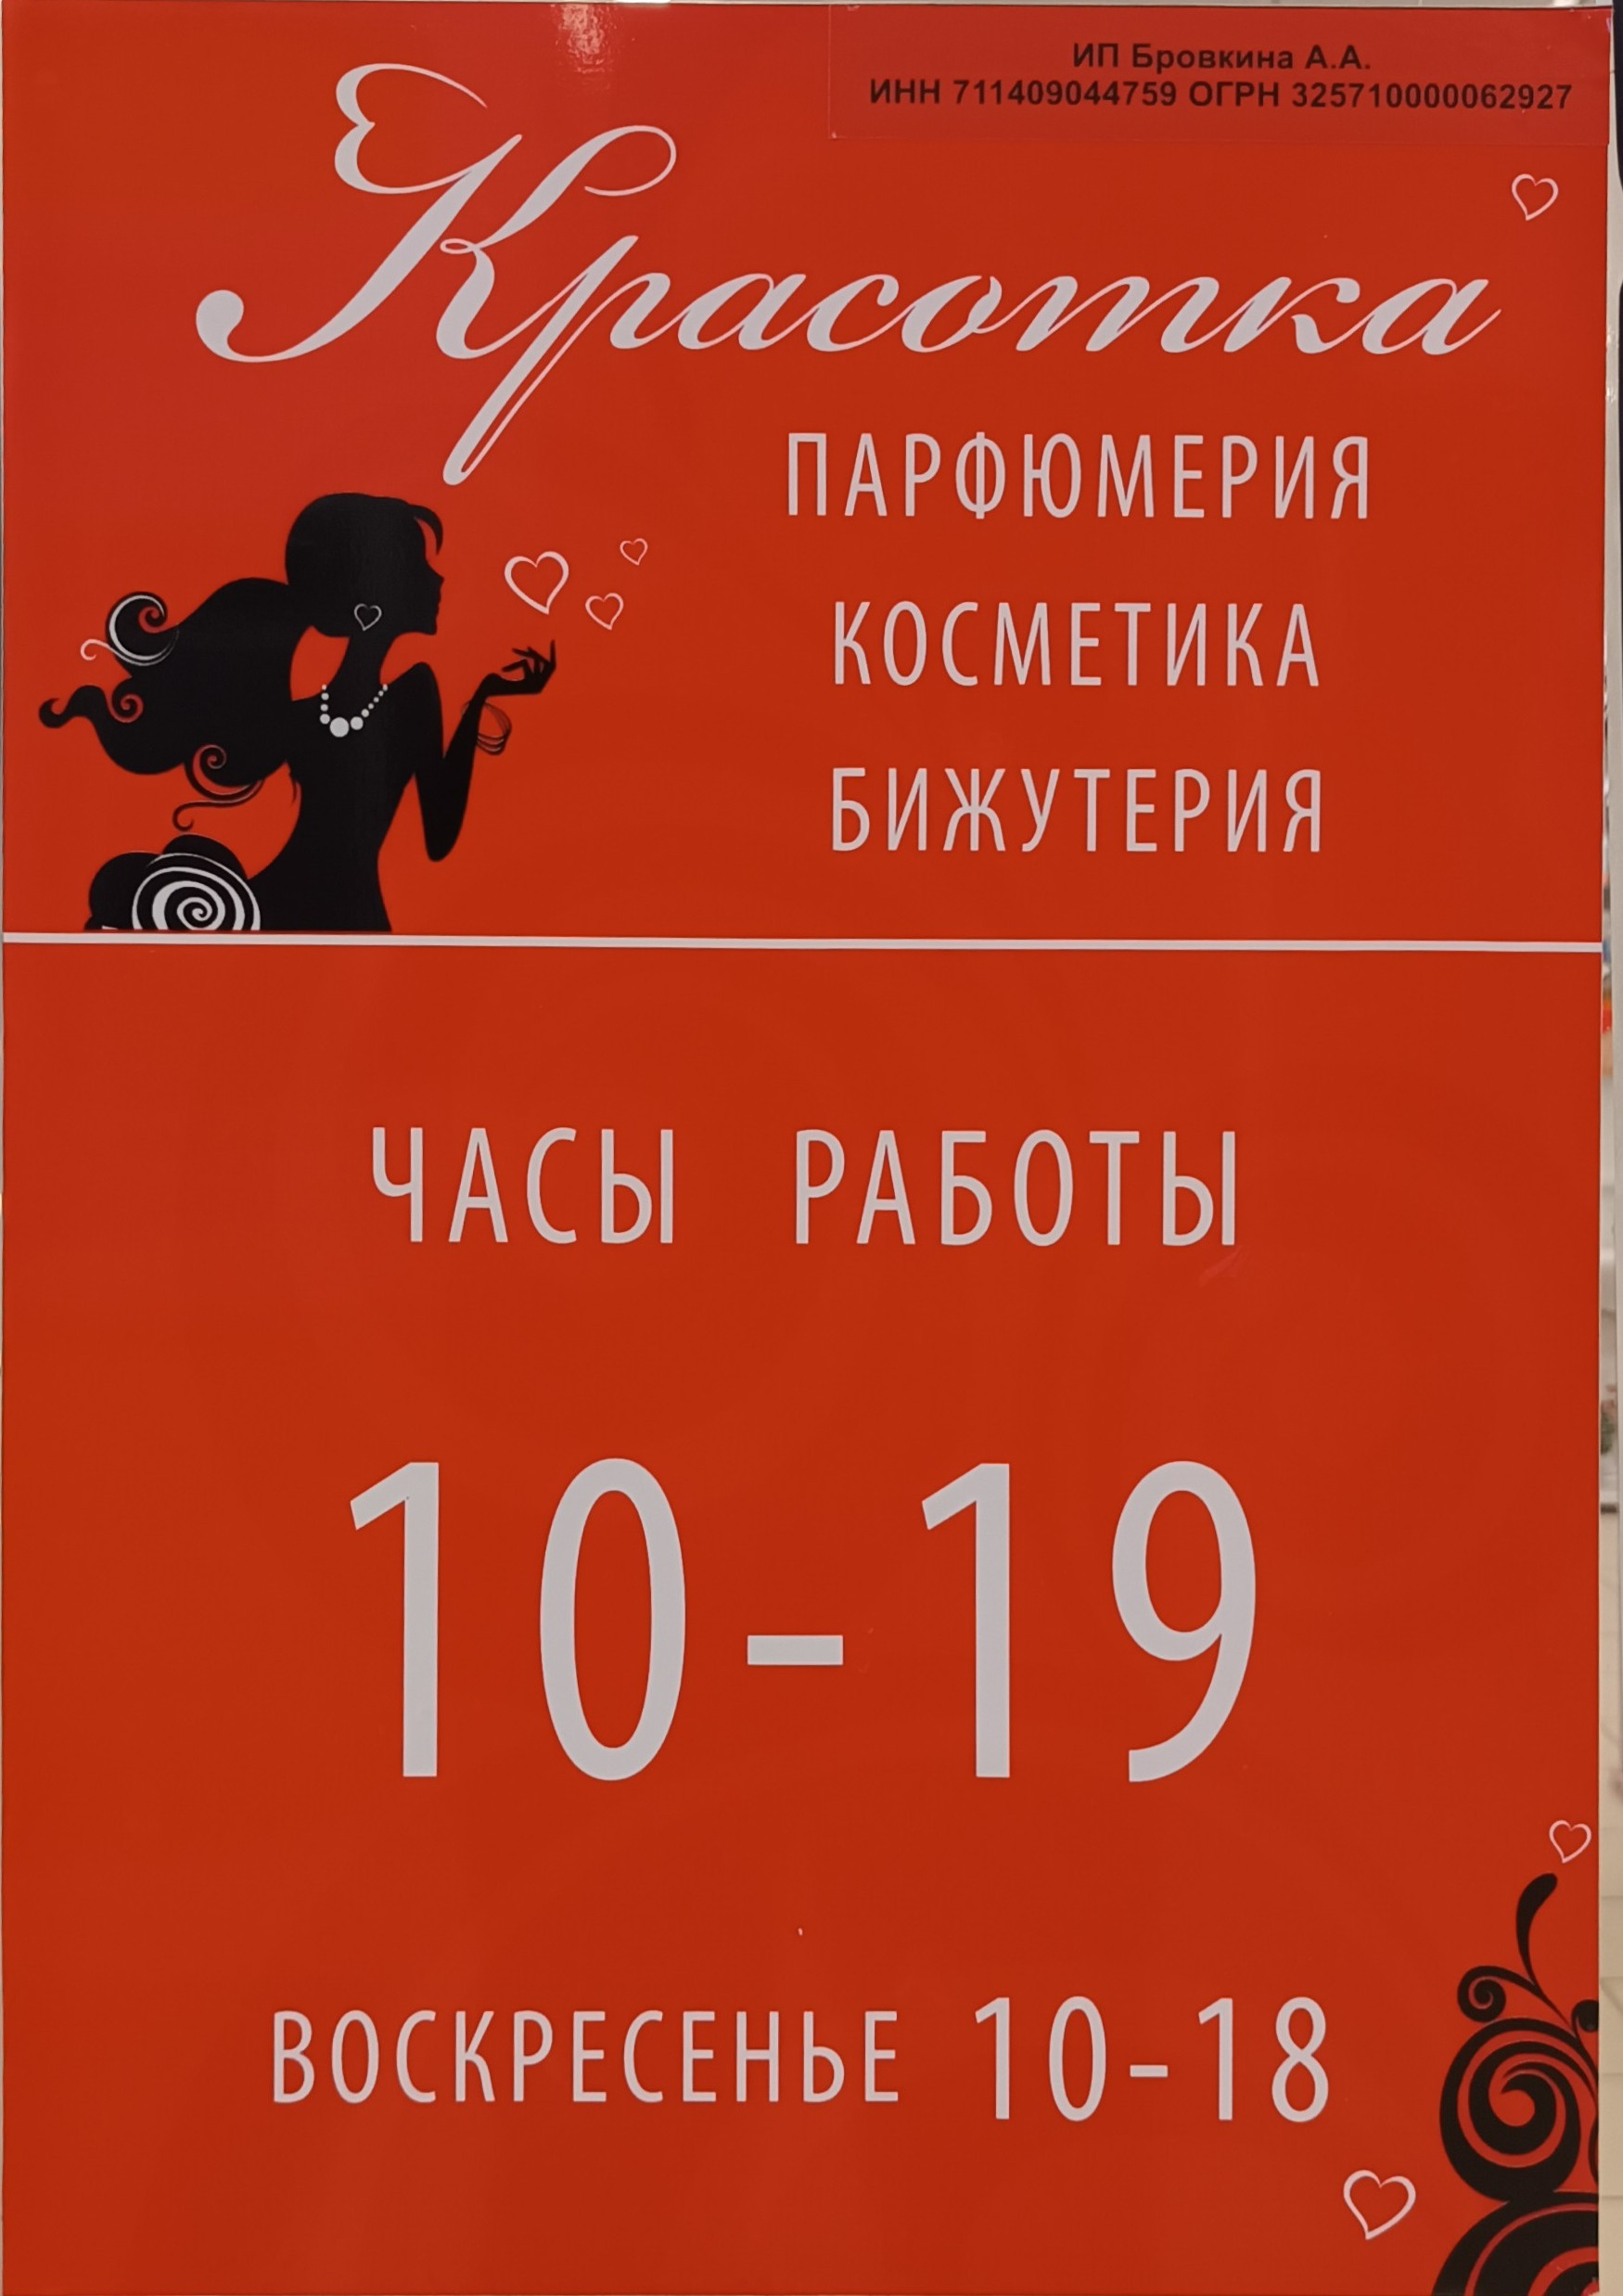 ИП Бровкина А.А.
ИНН 711409044759 ОГРН 325710000062927
Красотка
ПАРФЮМЕРИЯ
КОСМЕТИКА
БИЖУТЕРИЯ
ЧАСЫ РАБОТЫ
10-19
ВОСКРЕСЕНЬЕ 10-18